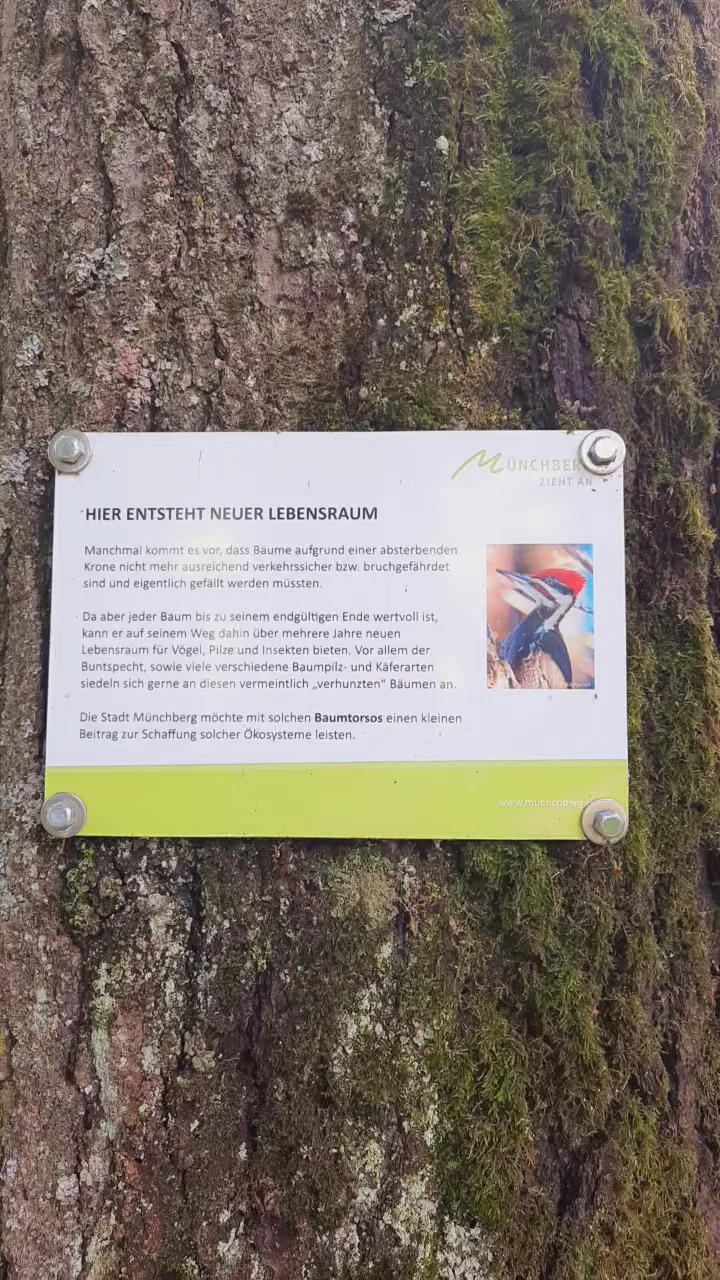 MÜNCHBER
ZIEHT AN
HIER ENTSTEHT NEUER LEBENSRAUM
Manchmal kommt es vor, dass Bäume aufgrund einer absterbenden
Krone nicht mehr ausreichend verkehrssicher bzw. bruchgefährdet
sind und eigentlich gefällt werden müssten.
Da aber jeder Baum bis zu seinem endgültigen Ende wertvoll ist,
kann er auf seinem Weg dahin über mehrere Jahre neuen
Lebensraum für Vögel, Pilze und Insekten bieten. Vor allem der
Buntspecht, sowie viele verschiedene Baumpilz- und Käferarten
siedeln sich gerne an diesen vermeintlich „verhunzten“ Bäumen an.
Die Stadt Münchberg möchte mit solchen Baumtorsos einen kleinen
Beitrag zur Schaffung solcher Ökosysteme leisten.
www.muenchberg.